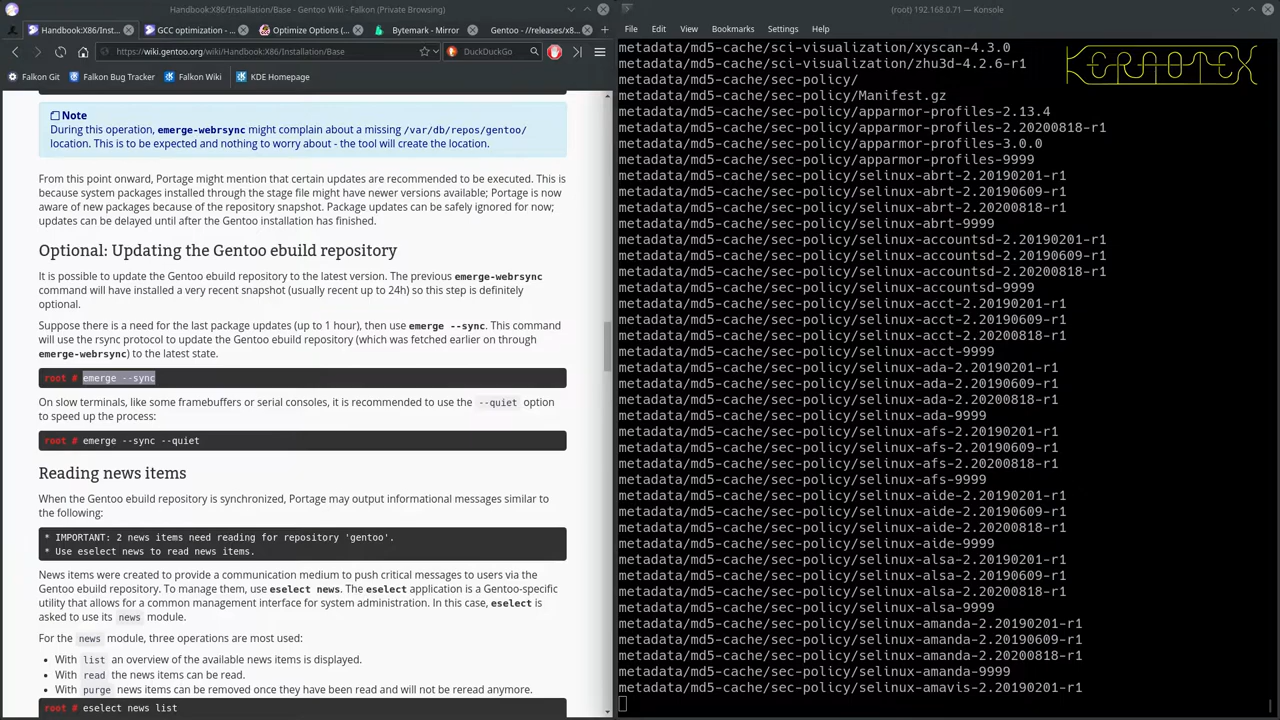 Handbook:X86/Installation/Base - Gentoo Wiki - Falkon (Private Browsing)
Handbook:X86/Inst...
GCC optimization - ...
Optimize Options (...
Bytemark - Mirror
Gentoo - //releases/x8...
https://wiki.gentoo.org/wiki/Handbook:X86/Installation/Base
DuckDuckGo
Falkon Git
Falkon Bug Tracker
Falkon Wiki
KDE Homepage
Note
During this operation, emerge-webrsync might complain about a missing /var/db/repos/gentoo/
location. This is to be expected and nothing to worry about - the tool will create the location.
From this point onward, Portage might mention that certain updates are recommended to be executed. This is
because system packages installed through the stage file might have newer versions available; Portage is now
aware of new packages because of the repository snapshot. Package updates can be safely ignored for now;
updates can be delayed until after the Gentoo installation has finished.
Optional: Updating the Gentoo ebuild repository
It is possible to update the Gentoo ebuild repository to the latest version. The previous emerge-webrsync
command will have installed a very recent snapshot (usually recent up to 24h) so this step is definitely
optional.
Suppose there is a need for the last package updates (up to 1 hour), then use emerge --sync. This command
will use the rsync protocol to update the Gentoo ebuild repository (which was fetched earlier on through
emerge-webrsync) to the latest state.
root # emerge --sync
On slow terminals, like some framebuffers or serial consoles, it is recommended to use the --quiet option
to speed up the process:
root # emerge --sync --quiet
Reading news items
When the Gentoo ebuild repository is synchronized, Portage may output informational messages similar to
the following:
* IMPORTANT: 2 news items need reading for repository 'gentoo'.
* Use eselect news to read news items.
News items were created to provide a communication medium to push critical messages to users via the
Gentoo ebuild repository. To manage them, use eselect news. The eselect application is a Gentoo-specific
utility that allows for a common management interface for system administration. In this case, eselect is
asked to use its news module.
For the news module, three operations are most used:
• With list an overview of the available news items is displayed.
• With read the news items can be read.
• With purge news items can be removed once they have been read and will not be reread anymore.
root # eselect news list
(root) 192.168.0.71 — Konsole
File Edit View Bookmarks Settings Help
KERAOTEX
metadata/md5-cache/sci-visualization/xyscan-4.3.0
metadata/md5-cache/sci-visualization/zhu3d-4.2.6-r1
metadata/md5-cache/sec-policy/
metadata/md5-cache/sec-policy/Manifest.gz
metadata/md5-cache/sec-policy/apparmor-profiles-2.13.4
metadata/md5-cache/sec-policy/apparmor-profiles-2.20200818-r1
metadata/md5-cache/sec-policy/apparmor-profiles-3.0.0
metadata/md5-cache/sec-policy/apparmor-profiles-9999
metadata/md5-cache/sec-policy/selinux-abrt-2.20190201-r1
metadata/md5-cache/sec-policy/selinux-abrt-2.20190609-r1
metadata/md5-cache/sec-policy/selinux-abrt-2.20200818-r1
metadata/md5-cache/sec-policy/selinux-abrt-9999
metadata/md5-cache/sec-policy/selinux-accountsd-2.20190201-r1
metadata/md5-cache/sec-policy/selinux-accountsd-2.20190609-r1
metadata/md5-cache/sec-policy/selinux-accountsd-2.20200818-r1
metadata/md5-cache/sec-policy/selinux-accountsd-9999
metadata/md5-cache/sec-policy/selinux-acct-2.20190201-r1
metadata/md5-cache/sec-policy/selinux-acct-2.20190609-r1
metadata/md5-cache/sec-policy/selinux-acct-2.20200818-r1
metadata/md5-cache/sec-policy/selinux-acct-9999
metadata/md5-cache/sec-policy/selinux-ada-2.20190201-r1
metadata/md5-cache/sec-policy/selinux-ada-2.20190609-r1
metadata/md5-cache/sec-policy/selinux-ada-2.20200818-r1
metadata/md5-cache/sec-policy/selinux-ada-9999
metadata/md5-cache/sec-policy/selinux-afs-2.20190201-r1
metadata/md5-cache/sec-policy/selinux-afs-2.20190609-r1
metadata/md5-cache/sec-policy/selinux-afs-2.20200818-r1
metadata/md5-cache/sec-policy/selinux-afs-9999
metadata/md5-cache/sec-policy/selinux-aide-2.20190201-r1
metadata/md5-cache/sec-policy/selinux-aide-2.20190609-r1
metadata/md5-cache/sec-policy/selinux-aide-2.20200818-r1
metadata/md5-cache/sec-policy/selinux-aide-9999
metadata/md5-cache/sec-policy/selinux-alsa-2.20190201-r1
metadata/md5-cache/sec-policy/selinux-alsa-2.20190609-r1
metadata/md5-cache/sec-policy/selinux-alsa-2.20200818-r1
metadata/md5-cache/sec-policy/selinux-alsa-9999
metadata/md5-cache/sec-policy/selinux-amanda-2.20190201-r1
metadata/md5-cache/sec-policy/selinux-amanda-2.20190609-r1
metadata/md5-cache/sec-policy/selinux-amanda-2.20200818-r1
metadata/md5-cache/sec-policy/selinux-amanda-9999
metadata/md5-cache/sec-policy/selinux-amavis-2.20190201-r1